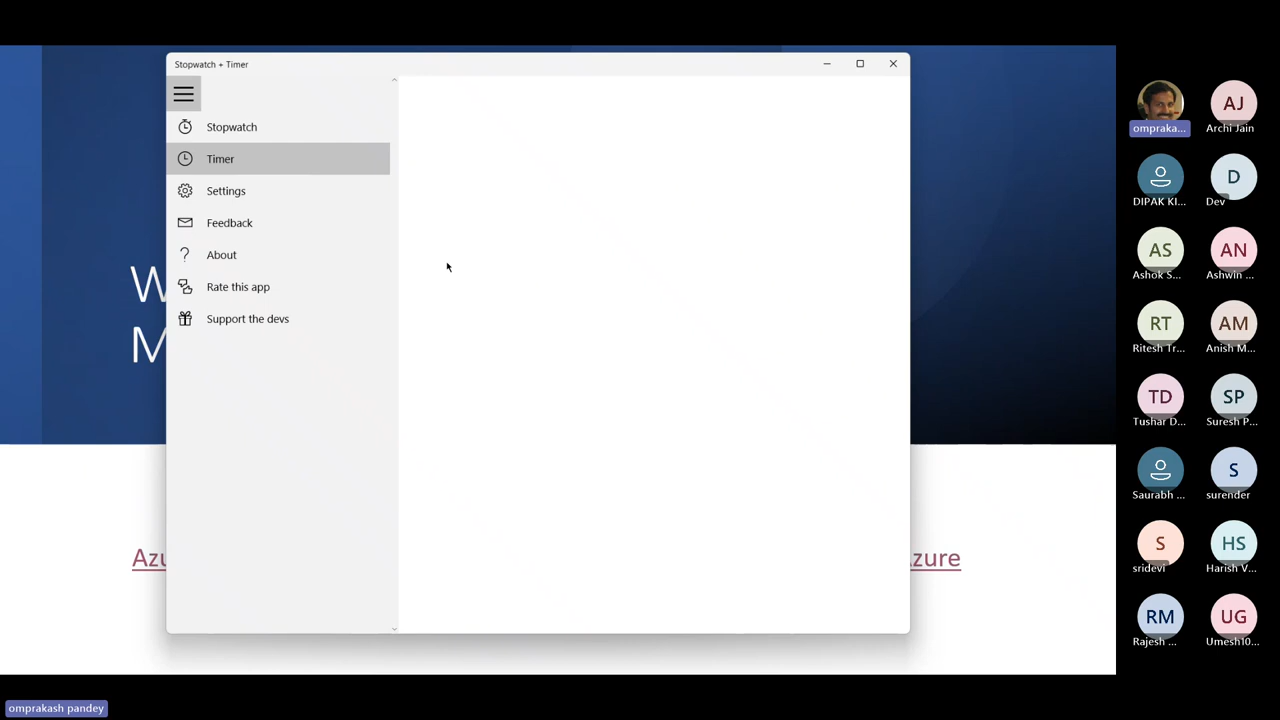 Stopwatch + Timer
Stopwatch
Timer
Settings
Feedback
About
Rate this app
Support the devs
W
M
Azu
zure
ompraka...
AJ
Archi Jain
DIPAK KI...
D
Dev
AS
Ashok S...
AN
Ashwin ...
RT
Ritesh Tr...
AM
Anish M...
TD
Tushar D...
SP
Suresh P...
Saurabh ...
S
surender
S
sridevi
HS
Harish V...
RM
Rajesh ...
UG
Umesh10...
omprakash pandey